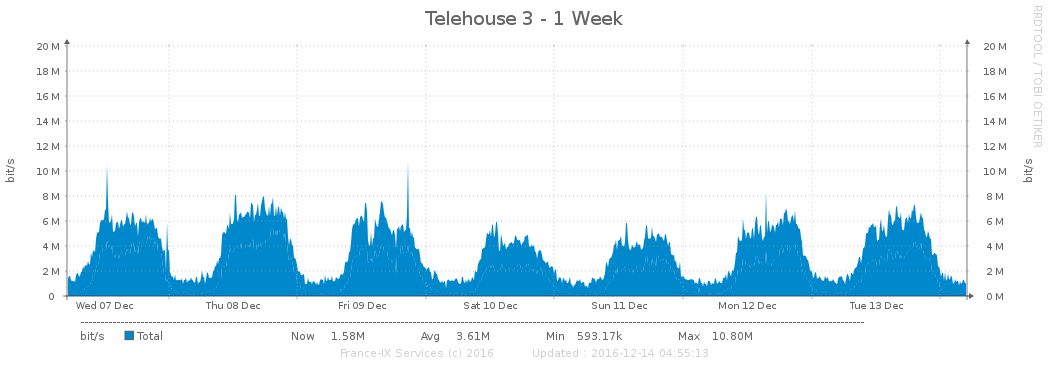 Telehouse 3 - 1 Week
RRDTOOL / TOBI OETIKER
20 M 20 M
18 M 18 M
16 M 16 M
14 M 14 M
12 M 12 M
10 M 10 M
8 M 8 M
6 M 6 M
4 M 4 M
2 M 2 M
0 0 M
bit/s bit/s
Wed 07 Dec Thu 08 Dec Fri 09 Dec Sat 10 Dec Sun 11 Dec Mon 12 Dec Tue 13 Dec
bit/s Total Now 1.58M Avg 3.61M Min 593.17k Max 10.80M
France-IX Services (c) 2016 Updated : 2016-12-14 04:55:13